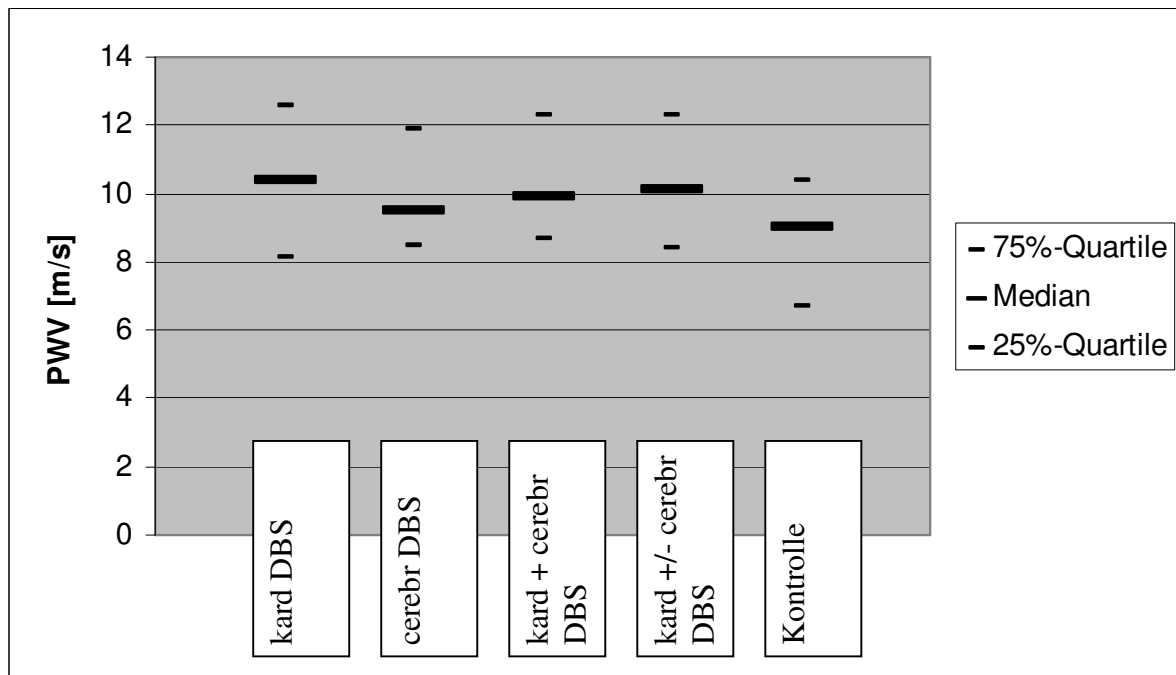 14
12
10
8
6
4
2
0
PWV [m/s]
kard DBS
cerebr DBS
kard + cerebr
DBS
kard +/- cerebr
DBS
Kontrolle
75%-Quartile
Median
25%-Quartile